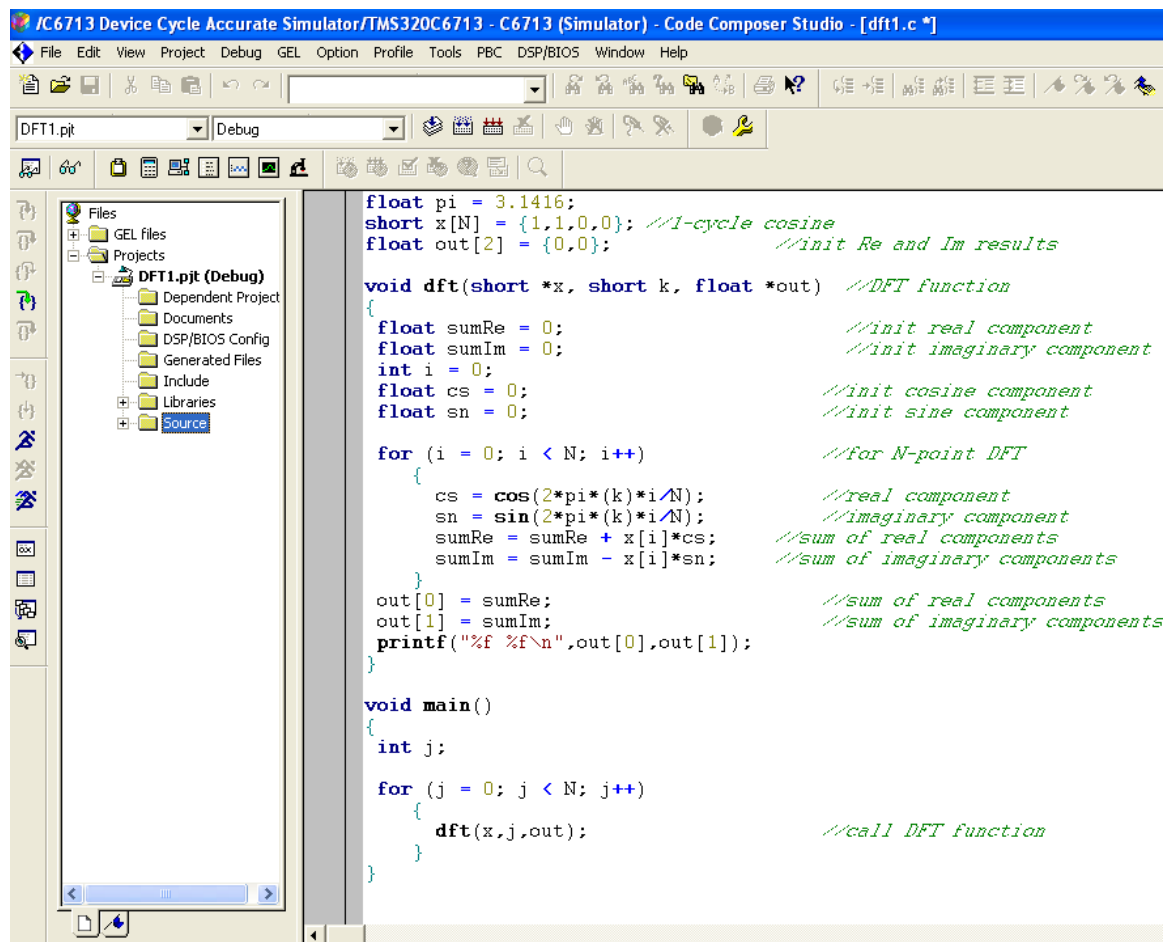 /C6713 Device Cycle Accurate Simulator/TMS320C6713 - C6713 (Simulator) - Code Composer Studio - [dft1.c *]
File Edit View Project Debug GEL Option Profile Tools PBC DSP/BIOS Window Help
DFT1.pjt Debug
Files
GEL files
Projects
DFT1.pjt (Debug)
Dependent Project
Documents
DSP/BIOS Config
Generated Files
Include
Libraries
Source
float pi = 3.1416;
short x[N] = {1,1,0,0}; //1-cycle cosine
float out[2] = {0,0}; //init Re and Im results
void dft(short *x, short k, float *out) //DFT function
{
float sumRe = 0; //init real component
float sumIm = 0; //init imaginary component
int i = 0;
float cs = 0; //init cosine component
float sn = 0; //init sine component
for (i = 0; i < N; i++) //for N-point DFT
{
cs = cos(2*pi*(k)*i/N); //real component
sn = sin(2*pi*(k)*i/N); //imaginary component
sumRe = sumRe + x[i]*cs; //sum of real components
sumIm = sumIm - x[i]*sn; //sum of imaginary components
}
out[0] = sumRe; //sum of real components
out[1] = sumIm; //sum of imaginary components
printf("%f %f\n",out[0],out[1]);
}
void main()
{
int j;
for (j = 0; j < N; j++)
{
dft(x,j,out); //call DFT function
}
}